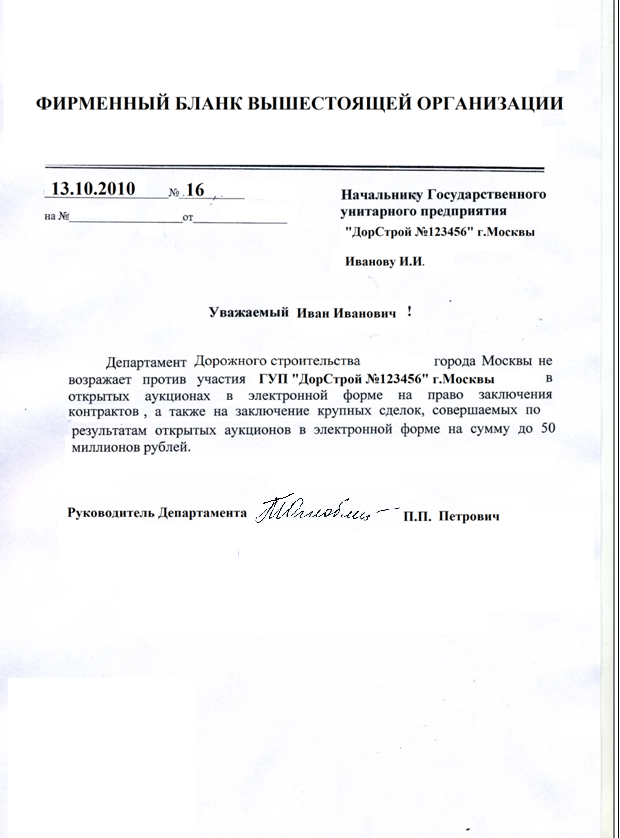 ФИРМЕННЫЙ БЛАНК ВЫШЕСТОЯЩЕЙ ОРГАНИЗАЦИИ
13.10.2010 № 16
на № от
Начальнику Государственного
унитарного предприятия
"ДорСтрой №123456" г.Москвы
Иванову И.И.
Уважаемый Иван Иванович !
Департамент Дорожного строительства города Москвы не
возражает против участия ГУП "ДорСтрой №123456" г.Москвы в
открытых аукционах в электронной форме на право заключения
контрактов , а также на заключение крупных сделок, совершаемых по
результатам открытых аукционов в электронной форме на сумму до 50
миллионов рублей.
Руководитель Департамента П.П. Петрович